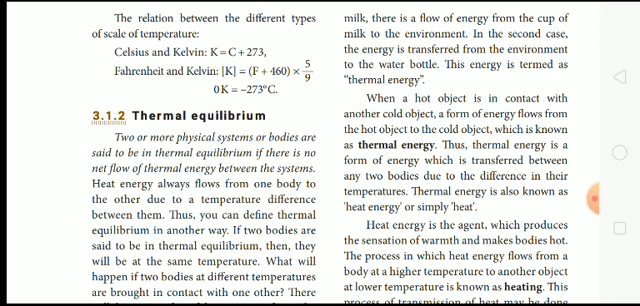 The relation between the different types
of scale of temperature:
Celsius and Kelvin: K = C + 273,
Fahrenheit and Kelvin: [K] = (F + 460) × 5/9
0 K = −273°C.
3.1.2 Thermal equilibrium
Two or more physical systems or bodies are
said to be in thermal equilibrium if there is no
net flow of thermal energy between the systems.
Heat energy always flows from one body to
the other due to a temperature difference
between them. Thus, you can define thermal
equilibrium in another way. If two bodies are
said to be in thermal equilibrium, then, they
will be at the same temperature. What will
happen if two bodies at different temperatures
are brought in contact with one other? There
milk, there is a flow of energy from the cup of
milk to the environment. In the second case,
the energy is transferred from the environment
to the water bottle. This energy is termed as
“thermal energy”.
When a hot object is in contact with
another cold object, a form of energy flows from
the hot object to the cold object, which is known
as thermal energy. Thus, thermal energy is a
form of energy which is transferred between
any two bodies due to the difference in their
temperatures. Thermal energy is also known as
'heat energy' or simply 'heat'.
Heat energy is the agent, which produces
the sensation of warmth and makes bodies hot.
The process in which heat energy flows from a
body at a higher temperature to another object
at lower temperature is known as heating. This
process of transmission of heat may be done